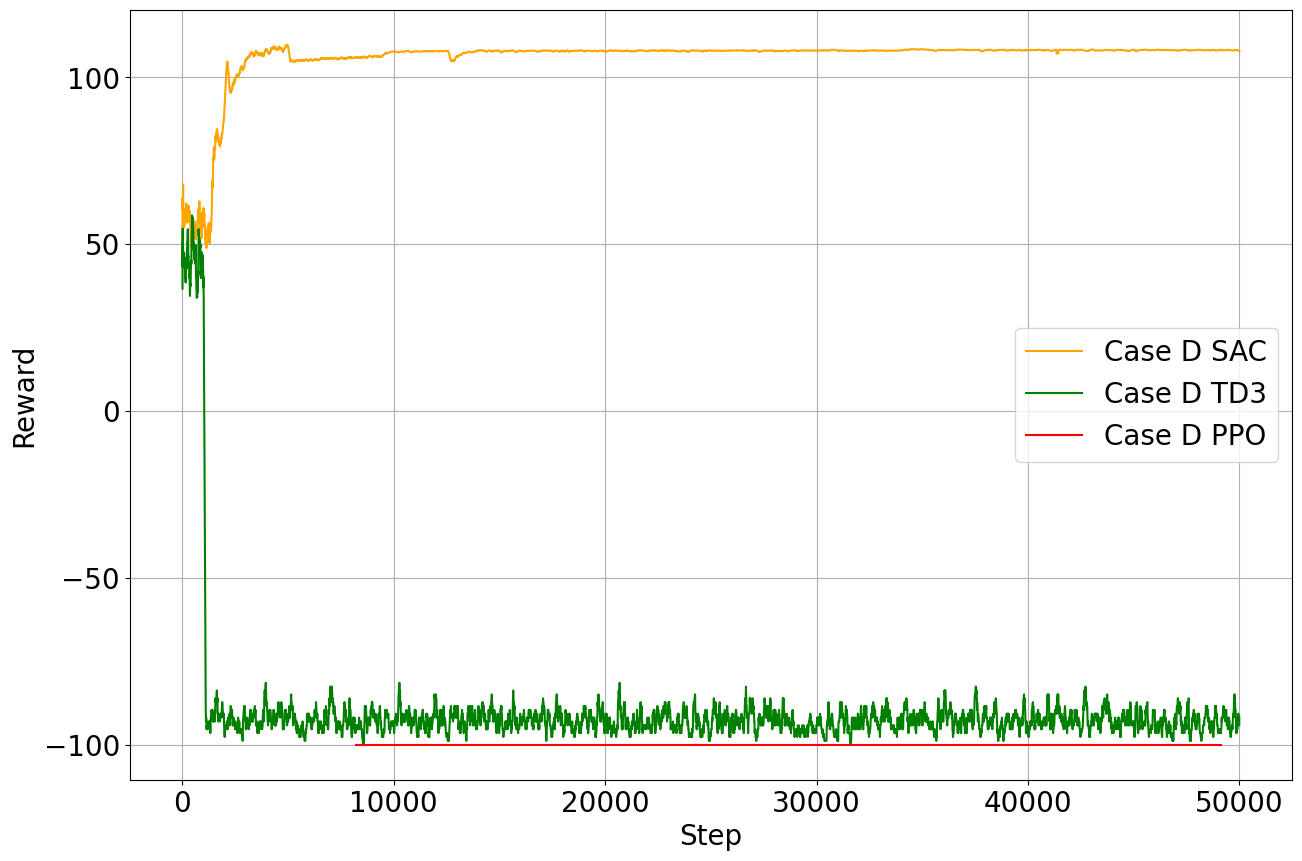 100
50
0
−50
−100
Reward
Case D SAC
Case D TD3
Case D PPO
0
10000
20000
30000
40000
50000
Step